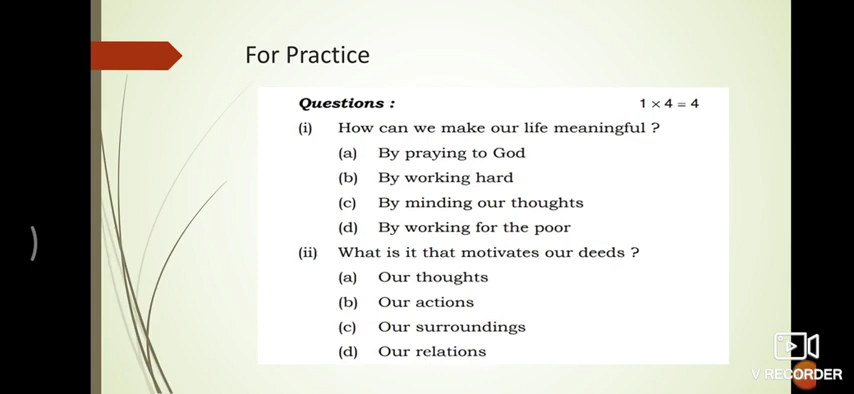 For Practice
Questions : 1 × 4 = 4
(i) How can we make our life meaningful ?
(a) By praying to God
(b) By working hard
(c) By minding our thoughts
(d) By working for the poor
(ii) What is it that motivates our deeds ?
(a) Our thoughts
(b) Our actions
(c) Our surroundings
(d) Our relations
V RECORDER